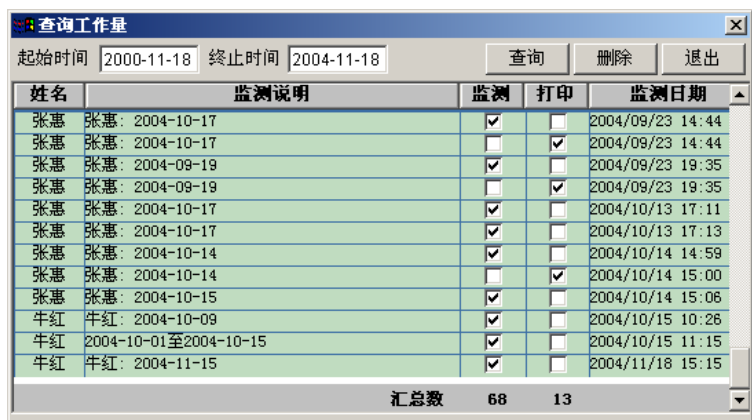 查询工作量
起始时间 2000-11-18 终止时间 2004-11-18 查询 删除 退出
姓名 监测说明 监测 打印 监测日期
张惠 张惠: 2004-10-17 2004/09/23 14:44
张惠 张惠: 2004-10-17 2004/09/23 14:44
张惠 张惠: 2004-09-19 2004/09/23 19:35
张惠 张惠: 2004-09-19 2004/09/23 19:35
张惠 张惠: 2004-10-17 2004/10/13 17:11
张惠 张惠: 2004-10-17 2004/10/13 17:13
张惠 张惠: 2004-10-14 2004/10/14 14:59
张惠 张惠: 2004-10-14 2004/10/14 15:00
张惠 张惠: 2004-10-15 2004/10/14 15:06
牛红 牛红: 2004-10-09 2004/10/15 10:26
牛红 2004-10-01至2004-10-15 2004/10/15 11:15
牛红 牛红: 2004-11-15 2004/11/18 15:15
汇总数 68 13